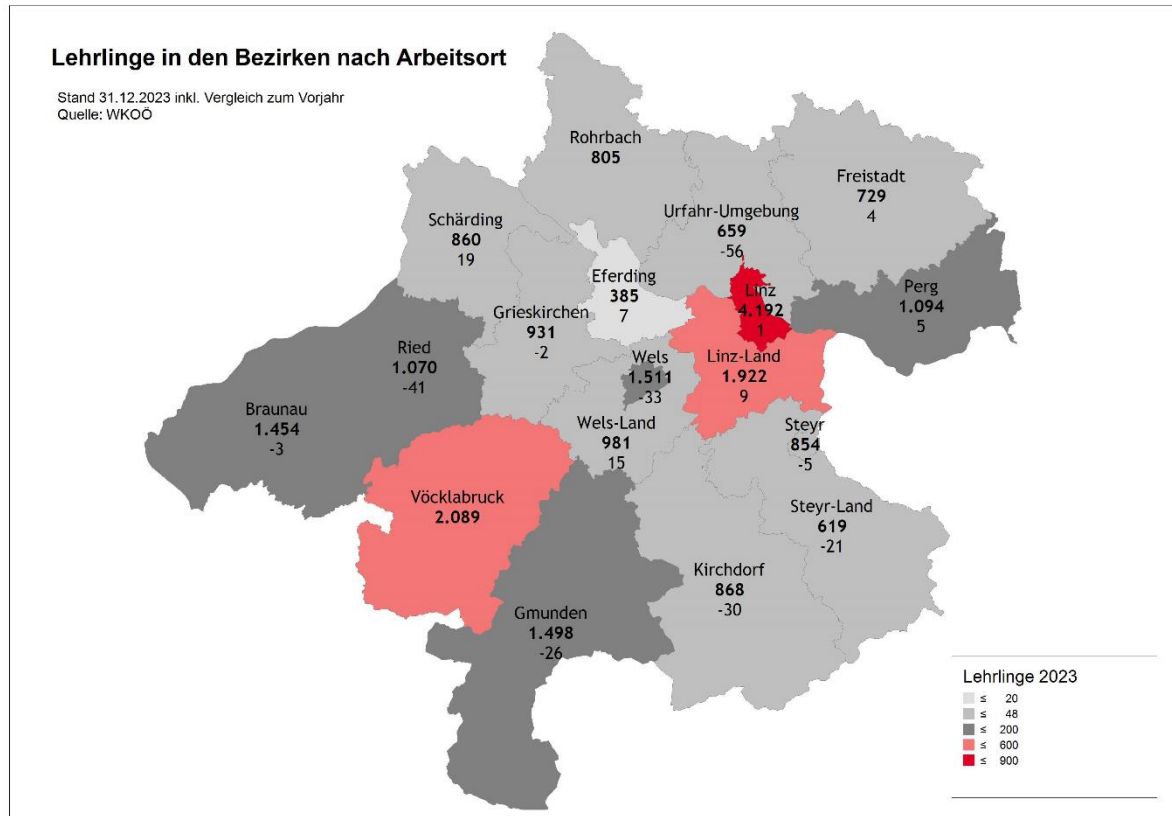 Lehrlinge in den Bezirken nach Arbeitsort
Stand 31.12.2023 inkl. Vergleich zum Vorjahr
Quelle: WKOÖ
Rohrbach
805
Freistadt
729
4
Urfahr-Umgebung
659
-56
Schärding
860
19
Eferding
385
7
Linz
4.192
1
Perg
1.094
5
Grieskirchen
931
-2
Ried
1.070
-41
Wels
1.511
-33
Linz-Land
1.922
9
Braunau
1.454
-3
Wels-Land
981
15
Steyr
854
-5
Vöcklabruck
2.089
Steyr-Land
619
-21
Kirchdorf
868
-30
Gmunden
1.498
-26
Lehrlinge 2023
≤ 20
≤ 48
≤ 200
≤ 600
≤ 900